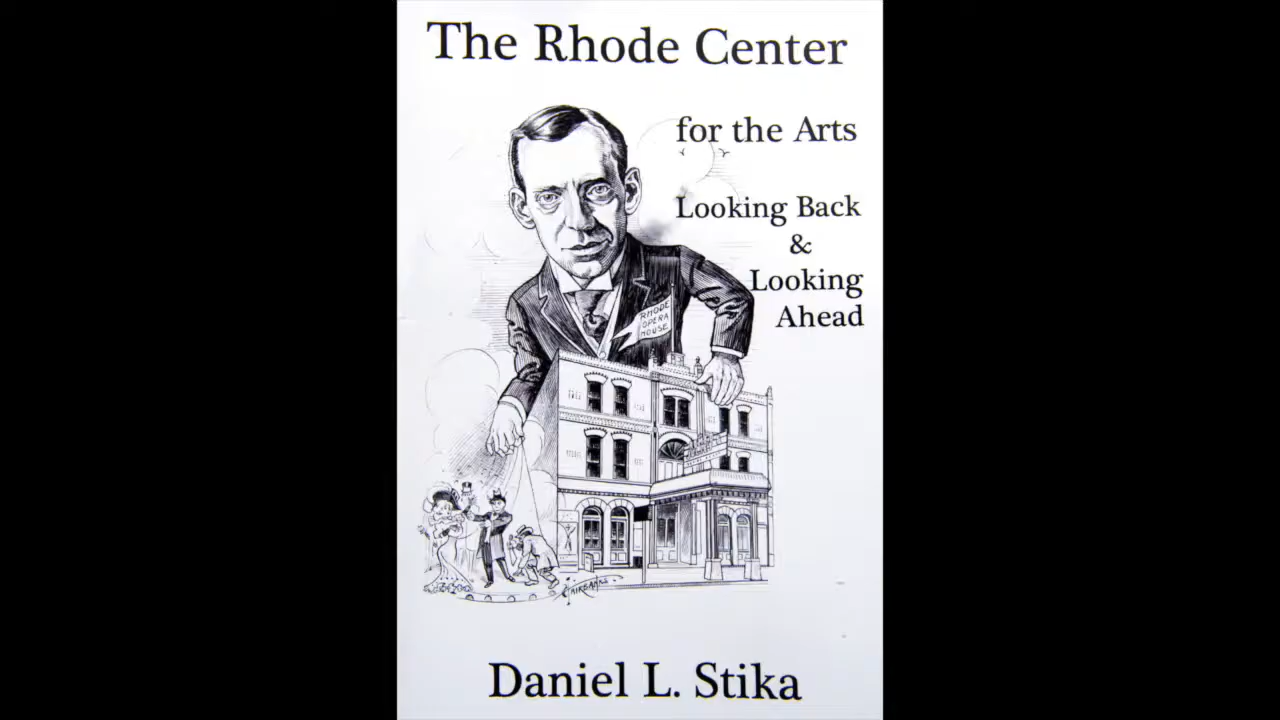 The Rhode Center
for the Arts
Looking Back
&
Looking
Ahead
RHODE
OPERA
HOUSE
Daniel L. Stika